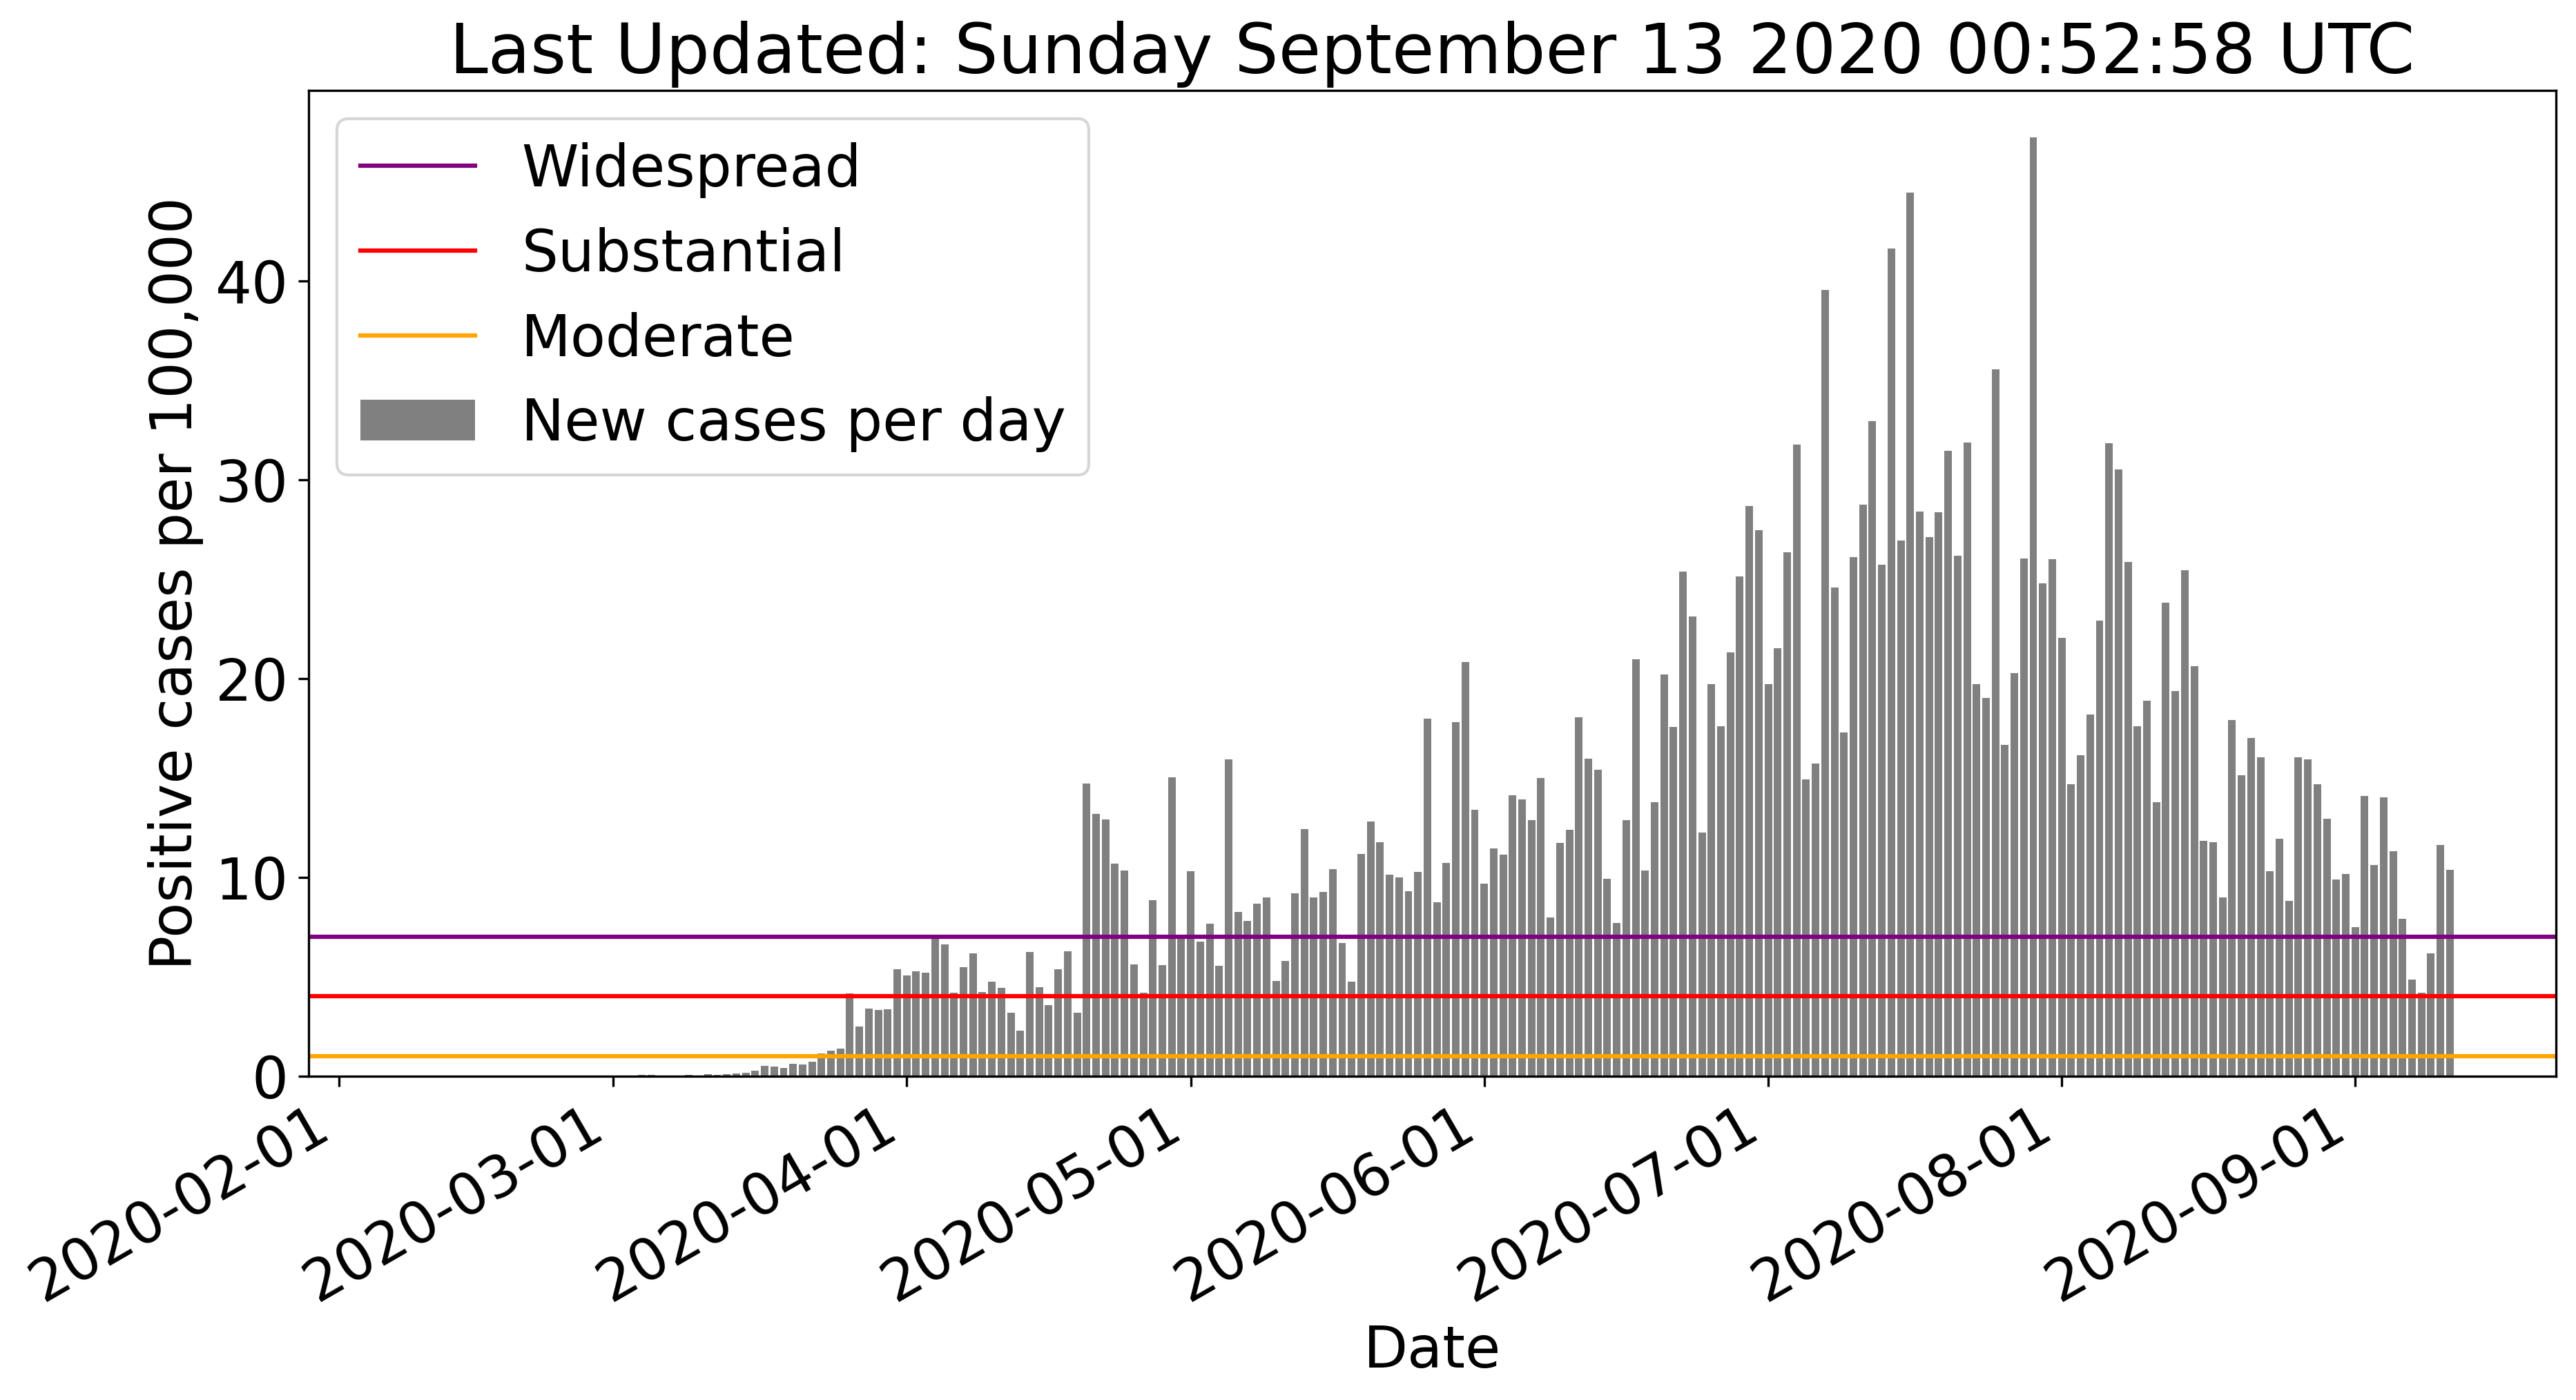 Last Updated: Sunday September 13 2020 00:52:58 UTC
Widespread
Substantial
Moderate
New cases per day
Positive cases per 100,000
40
30
20
10
0
2020-02-01
2020-03-01
2020-04-01
2020-05-01
2020-06-01
2020-07-01
2020-08-01
2020-09-01
Date